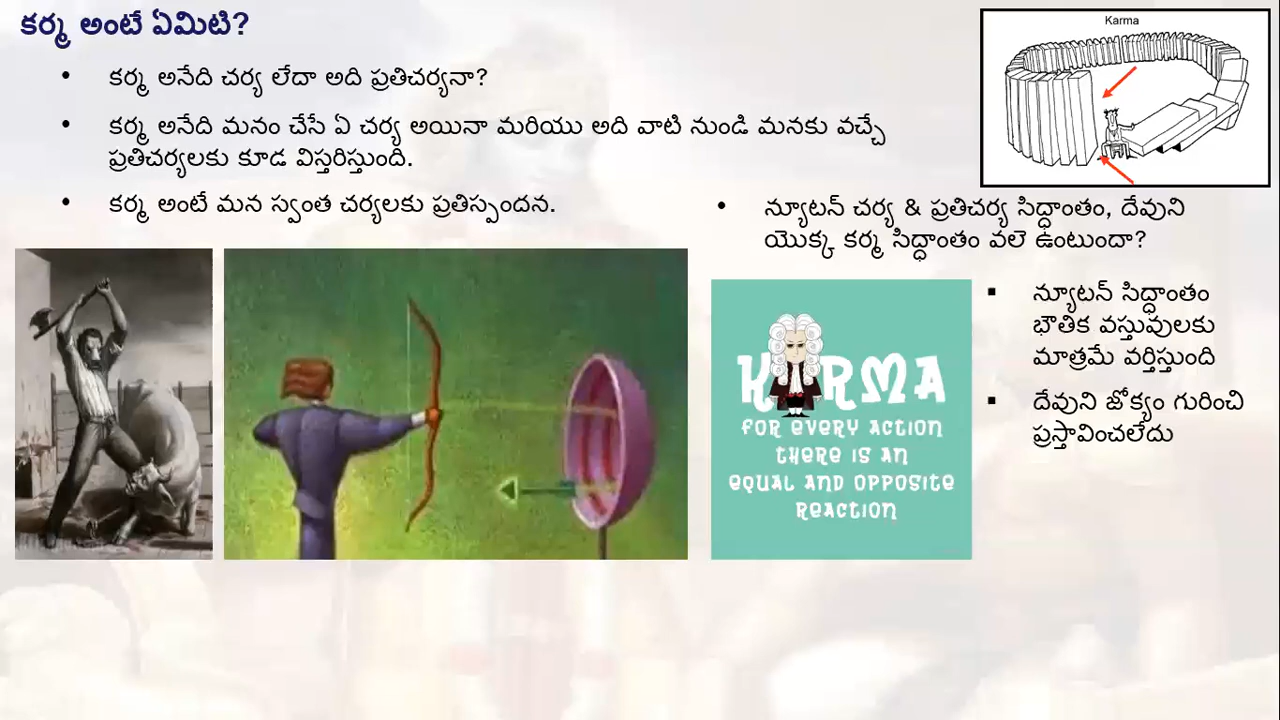 కర్మ అంటే ఏమిటి?
• కర్మ అనేది చర్య లేదా అది ప్రతిచర్యనా?
• కర్మ అనేది మనం చేసే ఏ చర్య అయినా మరియు అది వాటి నుండి మనకు వచ్చే
ప్రతిచర్యలకు కూడ విస్తరిస్తుంది.
• కర్మ అంటే మన స్వంత చర్యలకు ప్రతిస్పందన.
Karma
• న్యూటన్ చర్య & ప్రతిచర్య సిద్ధాంతం, దేవుని
యొక్క కర్మ సిద్ధాంతం వలె ఉంటుందా?
KARMA
FOR EVERY ACTION
THERE IS AN
EQUAL AND OPPOSITE
REACTION
▪ న్యూటన్ సిద్ధాంతం
భౌతిక వస్తువులకు
మాత్రమే వర్తిస్తుంది
▪ దేవుని జోక్యం గురించి
ప్రస్తావించలేదు